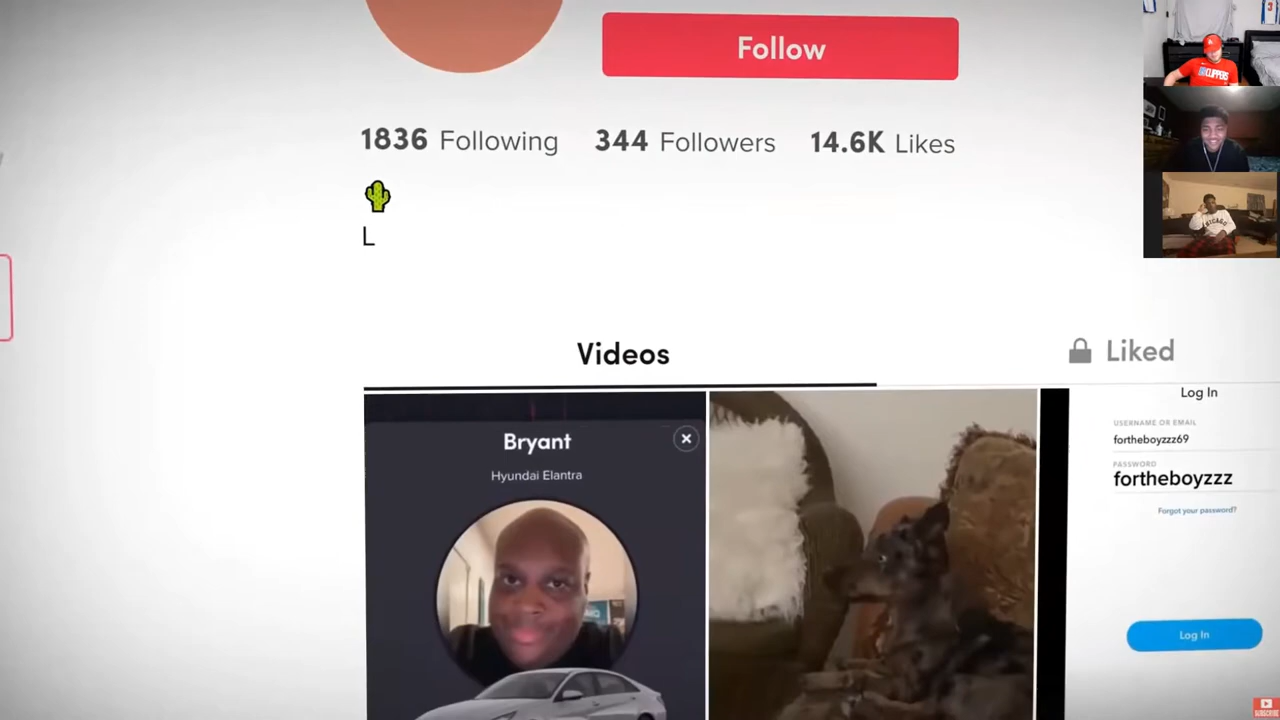 Follow
1836 Following 344 Followers 14.6K Likes
L
Videos
Liked
Bryant
Hyundai Elantra
Log In
USERNAME OR EMAIL
fortheboyzzz69
PASSWORD
fortheboyzzz
Forgot your password?
Log In
CLIPPERS
CHICAGO
SUBSCRIBE